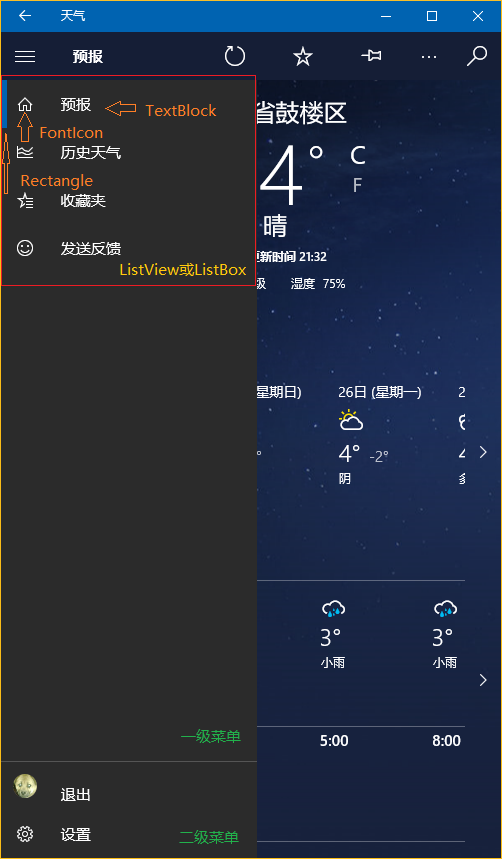 天气
预报
省鼓楼区
预报
TextBlock
FontIcon
4°
C
F
历史天气
Rectangle
收藏夹
晴
发送反馈
更新时间 21:32
ListView或ListBox
级 湿度 75%
星期日)
26日 (星期一)
2
4° -2°
阴
3°
3°
小雨
小雨
一级菜单
5:00
8:00
退出
设置
二级菜单